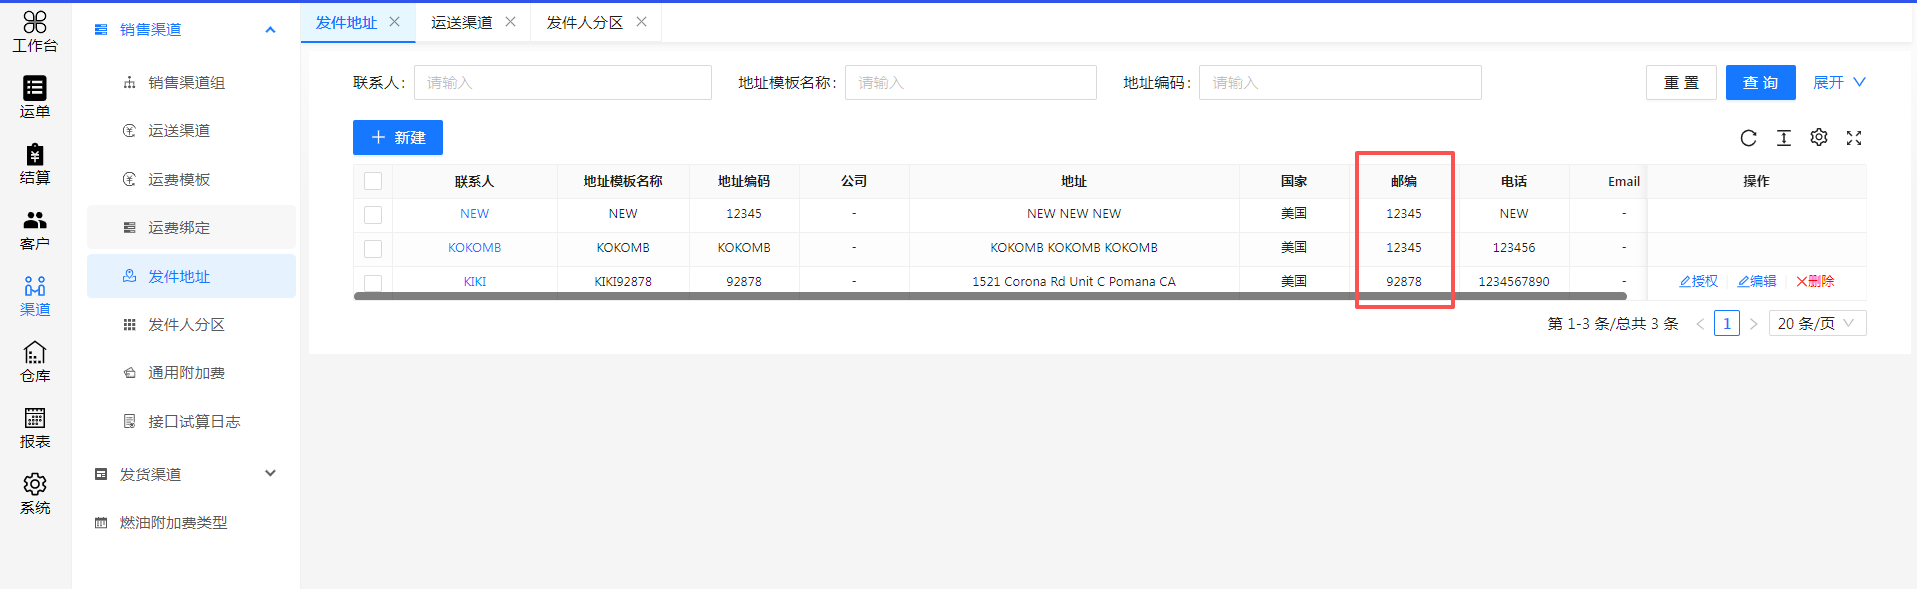 工作台
运单
结算
客户
渠道
仓库
报表
系统
销售渠道
销售渠道组
运送渠道
运费模板
运费绑定
发件地址
发件人分区
通用附加费
接口试算日志
发货渠道
燃油附加费类型
发件地址 运送渠道 发件人分区
联系人: 请输入 地址模板名称: 请输入 地址编码: 请输入 重 置 查 询 展开
新建
联系人 地址模板名称 地址编码 公司 地址 国家 邮编 电话 Email 操作
NEW NEW 12345 - NEW NEW NEW 美国 12345 NEW -
KOKOMB KOKOMB KOKOMB - KOKOMB KOKOMB KOKOMB 美国 12345 123456 -
KIKI KIKI92878 92878 - 1521 Corona Rd Unit C Pomana CA 美国 92878 1234567890 - 授权 编辑 删除
第 1-3 条/总共 3 条 < 1 > 20 条/页